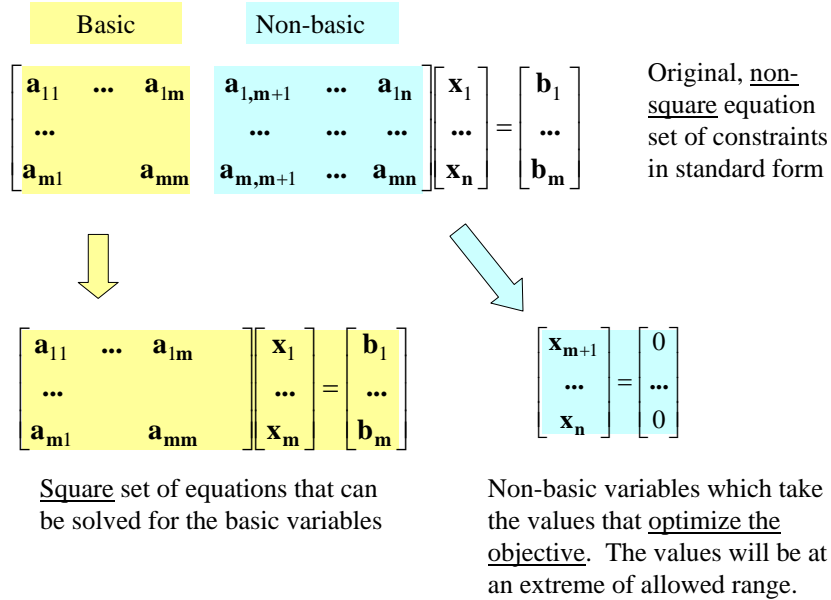 Basic Non-basic
a11 ... a1m a1,m+1 ... a1n x1 b1
... ... ... ... ... = ...
am1 amm am,m+1 ... amn xn bm
Original, non-
square equation
set of constraints
in standard form
a11 ... a1m x1 b1
... ... = ...
am1 amm xm bm
xm+1 0
... = ...
xn 0
Square set of equations that can
be solved for the basic variables
Non-basic variables which take
the values that optimize the
objective. The values will be at
an extreme of allowed range.